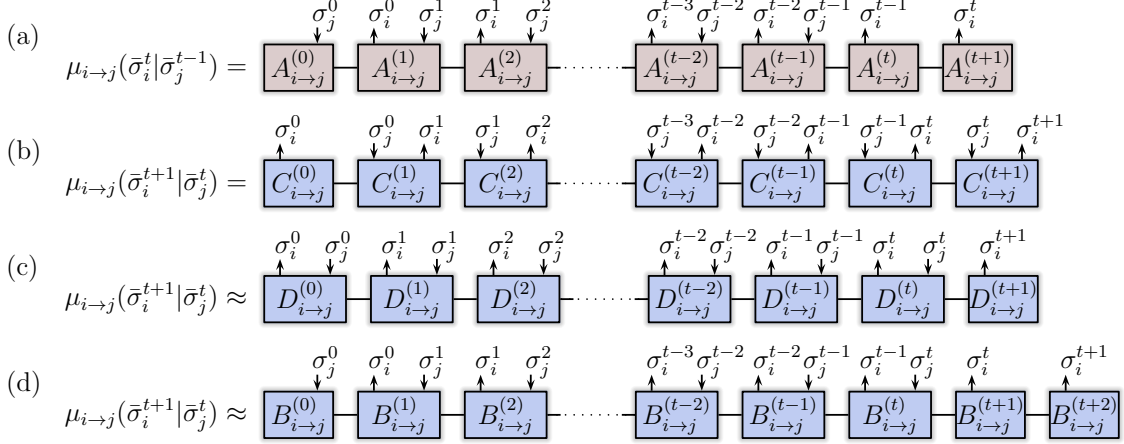 (a) σ_j^0 σ_i^0 σ_j^1 σ_i^1 σ_j^2 σ_i^{t−3} σ_j^{t−2} σ_i^{t−2} σ_j^{t−1} σ_i^{t−1} σ_i^t
μ_{i→j}(σ̄_i^t|σ̄_j^{t−1}) = A_{i→j}^{(0)} A_{i→j}^{(1)} A_{i→j}^{(2)} ········ A_{i→j}^{(t−2)} A_{i→j}^{(t−1)} A_{i→j}^{(t)} A_{i→j}^{(t+1)}
(b) σ_i^0 σ_j^0 σ_i^1 σ_j^1 σ_i^2 σ_j^{t−3} σ_i^{t−2} σ_j^{t−2} σ_i^{t−1} σ_j^{t−1} σ_i^t σ_j^t σ_i^{t+1}
μ_{i→j}(σ̄_i^{t+1}|σ̄_j^t) = C_{i→j}^{(0)} C_{i→j}^{(1)} C_{i→j}^{(2)} ········ C_{i→j}^{(t−2)} C_{i→j}^{(t−1)} C_{i→j}^{(t)} C_{i→j}^{(t+1)}
(c) σ_i^0 σ_j^0 σ_i^1 σ_j^1 σ_i^2 σ_j^2 σ_i^{t−2} σ_j^{t−2} σ_i^{t−1} σ_j^{t−1} σ_i^t σ_j^t σ_i^{t+1}
μ_{i→j}(σ̄_i^{t+1}|σ̄_j^t) ≈ D_{i→j}^{(0)} D_{i→j}^{(1)} D_{i→j}^{(2)} ········ D_{i→j}^{(t−2)} D_{i→j}^{(t−1)} D_{i→j}^{(t)} D_{i→j}^{(t+1)}
(d) σ_j^0 σ_i^0 σ_j^1 σ_i^1 σ_j^2 σ_i^{t−3} σ_j^{t−2} σ_i^{t−2} σ_j^{t−1} σ_i^{t−1} σ_j^t σ_i^t σ_i^{t+1}
μ_{i→j}(σ̄_i^{t+1}|σ̄_j^t) ≈ B_{i→j}^{(0)} B_{i→j}^{(1)} B_{i→j}^{(2)} ········ B_{i→j}^{(t−2)} B_{i→j}^{(t−1)} B_{i→j}^{(t)} B_{i→j}^{(t+1)} B_{i→j}^{(t+2)}